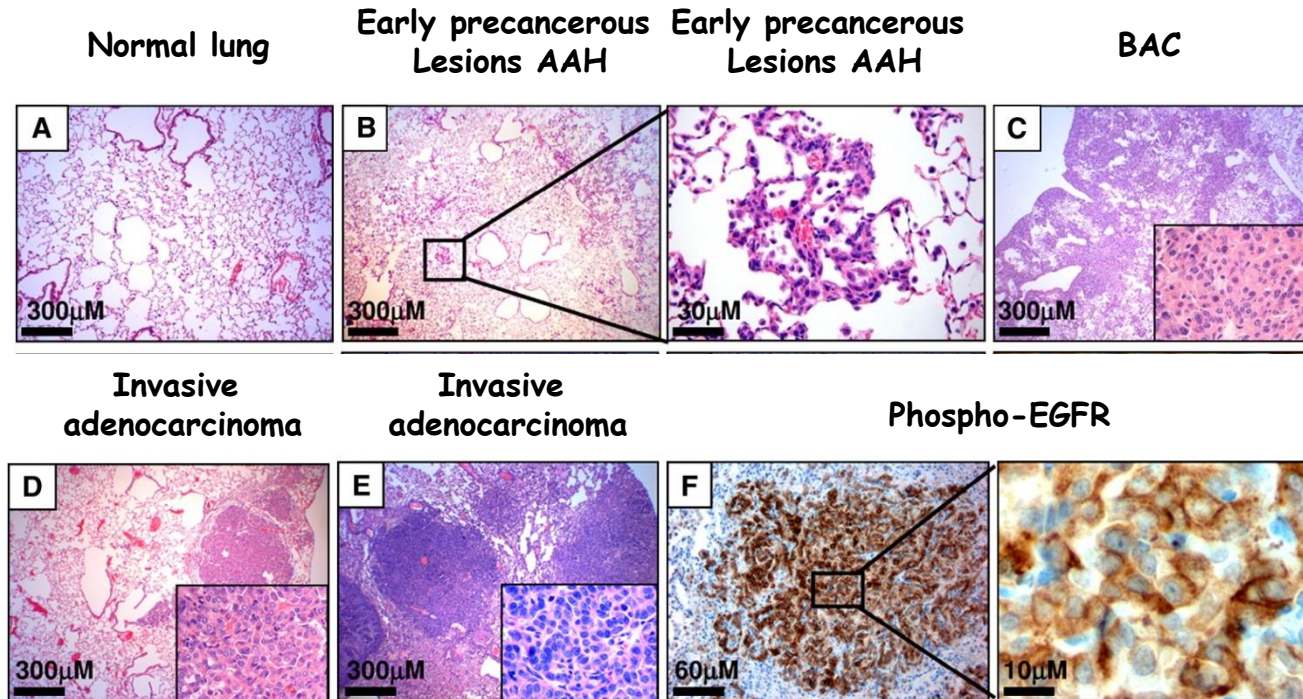 Normal lung
Early precancerous
Lesions AAH
Early precancerous
Lesions AAH
BAC
A
300µM
B
300µM
30µM
C
300µM
Invasive
adenocarcinoma
Invasive
adenocarcinoma
Phospho-EGFR
D
300µM
E
300µM
F
60µM
10µM